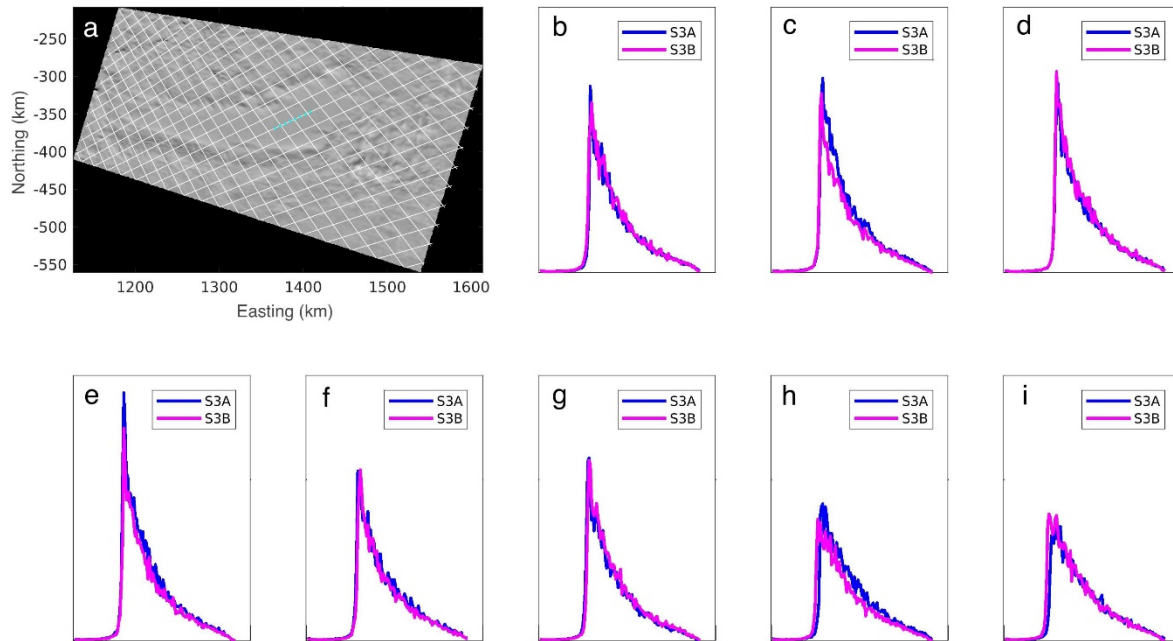 a
-250
-300
-350
-400
-450
-500
-550
Northing (km)
1200 1300 1400 1500 1600
Easting (km)
b
S3A
S3B
c
S3A
S3B
d
S3A
S3B
e
S3A
S3B
f
S3A
S3B
g
S3A
S3B
h
S3A
S3B
i
S3A
S3B